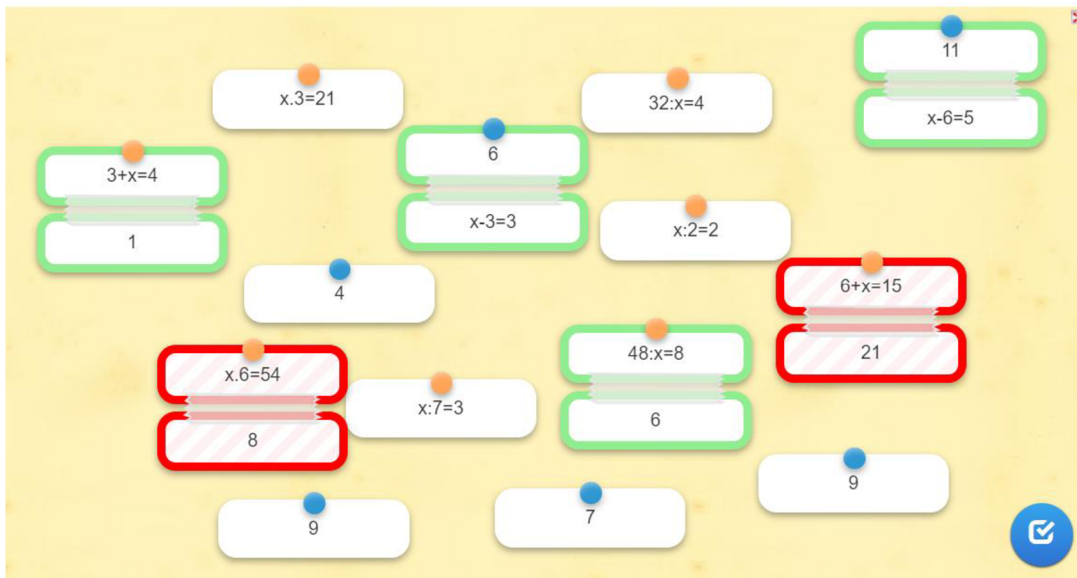 11
x-6=5
x.3=21
32:x=4
3+x=4
1
6
x-3=3
x:2=2
4
6+x=15
21
x.6=54
8
x:7=3
48:x=8
6
9
7
9